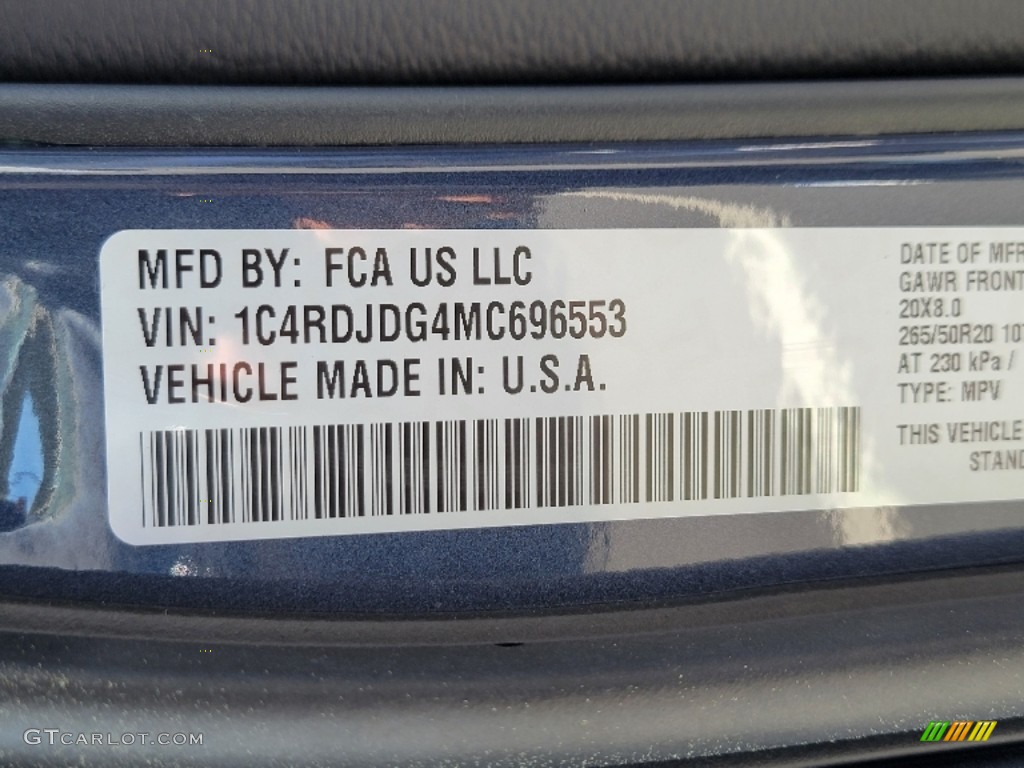 MFD BY: FCA US LLC
VIN: 1C4RDJDG4MC696553
VEHICLE MADE IN: U.S.A.
DATE OF MFR
GAWR FRONT
20X8.0
265/50R20
AT 230 kPa /
TYPE: MPV
THIS VEHICLE
GTCARLOT.COM